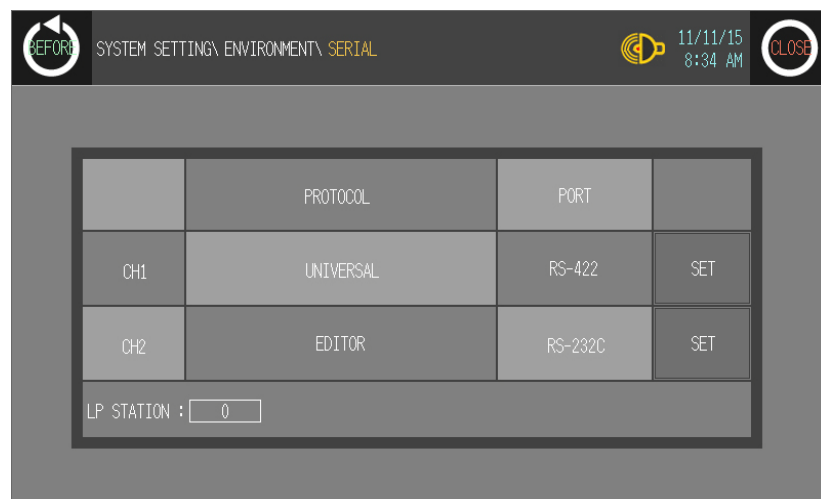 BEFORE
SYSTEM SETTING\ ENVIRONMENT\ SERIAL
11/11/15
8:34 AM
CLOSE
PROTOCOL PORT
CH1 UNIVERSAL RS-422 SET
CH2 EDITOR RS-232C SET
LP STATION : 0